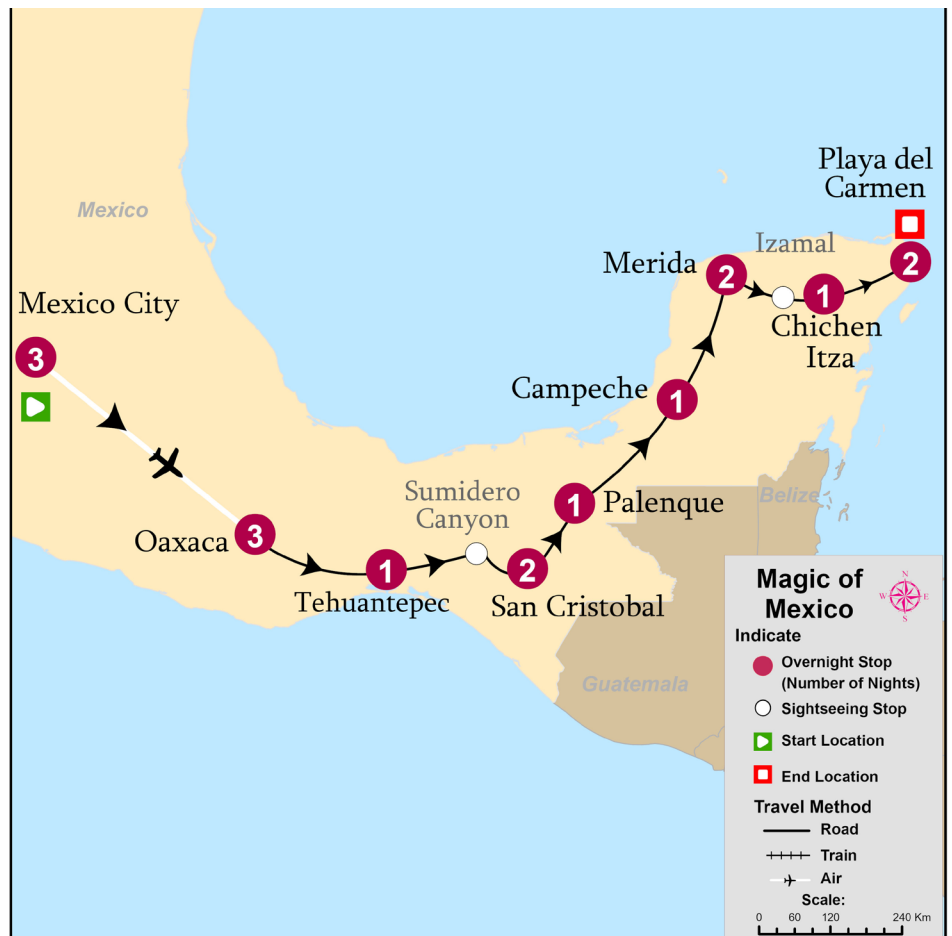 Playa del
Carmen
Mexico
Izamal
Merida
2
2
1
Mexico City
Chichen
Itza
3
Campeche
1
Sumidero
Canyon
Belize
1
Palenque
Oaxaca
3
1
2
Tehuantepec
San Cristobal
Guatemala
Magic of
Mexico
N
W
E
S
Indicate
Overnight Stop
(Number of Nights)
Sightseeing Stop
Start Location
End Location
Travel Method
Road
Train
Air
Scale:
0 60 120 240 Km